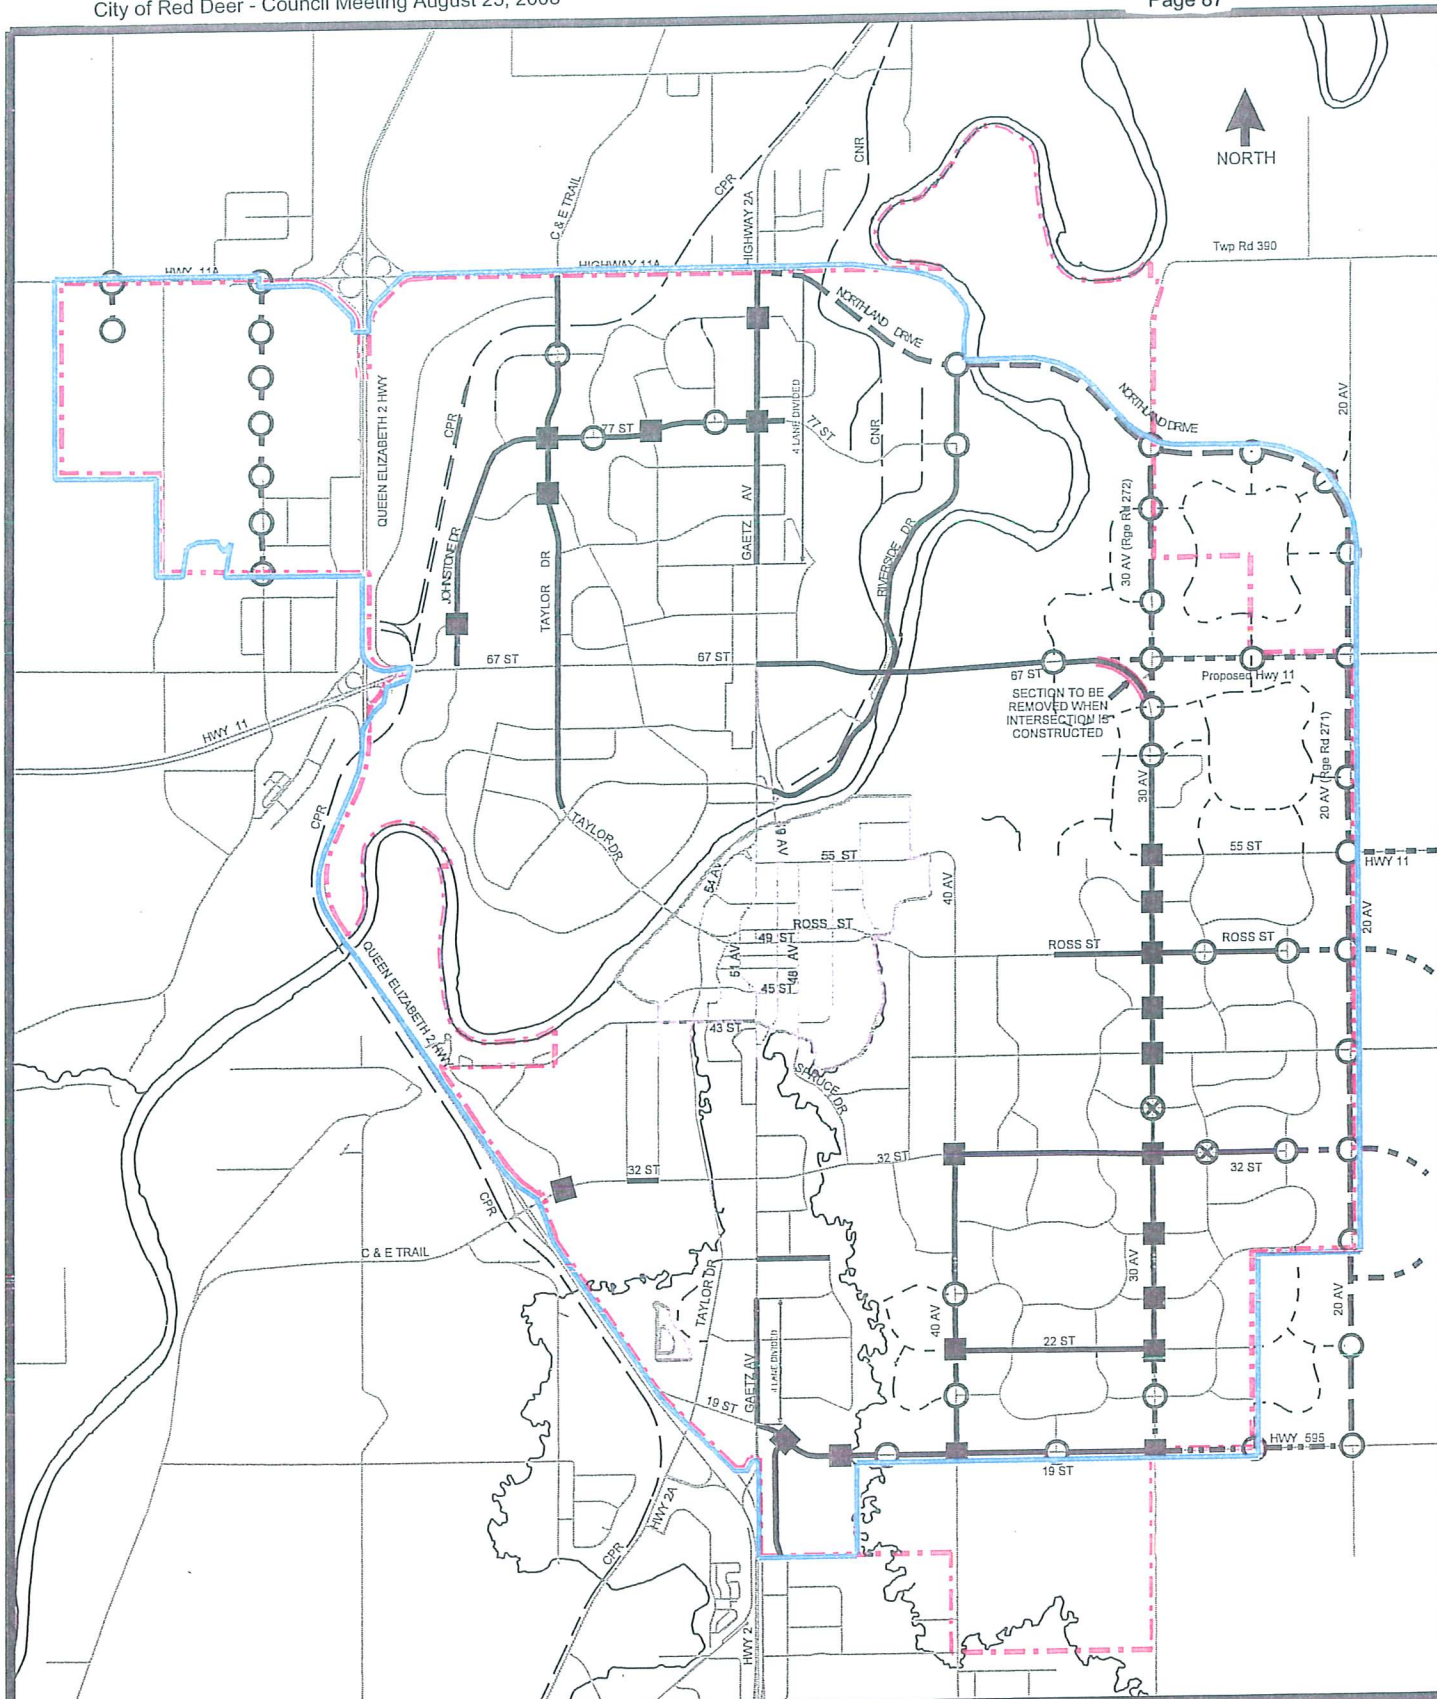 City of Red Deer - Council Meeting August 25, 2008
Page 87
NORTH
CPR
CNR
C & E TRAIL
HIGHWAY 2A
Twp Rd 390
HWY 11A
HIGHWAY 11A
NORTHLAND DRIVE
QUEEN ELIZABETH 2 HWY
CPR
77 ST
4 LANE DIVIDED
77 ST
CNR
NORTHLAND DRIVE
20 AV
GAETZ AV
30 AV (Rge Rd 272)
JOHNSTONE DR
TAYLOR DR
RIVERSIDE DR
67 ST
67 ST
67 ST
Proposed Hwy 11
SECTION TO BE
REMOVED WHEN
INTERSECTION IS
CONSTRUCTED
HWY 11
20 AV (Rge Rd 271)
30 AV
CPR
TAYLOR DR
49 AV
55 ST
55 ST
HWY 11
54 AV
40 AV
20 AV
ROSS ST
49 ST
ROSS ST
ROSS ST
51 AV
48 AV
45 ST
QUEEN ELIZABETH 2 HWY
43 ST
SPRUCE DR
32 ST
32 ST
32 ST
CPR
C & E TRAIL
TAYLOR DR
30 AV
20 AV
40 AV
22 ST
GAETZ AV
4 LANE DIVIDED
19 ST
HWY 595
19 ST
HWY 2A
CPR
HWY 2